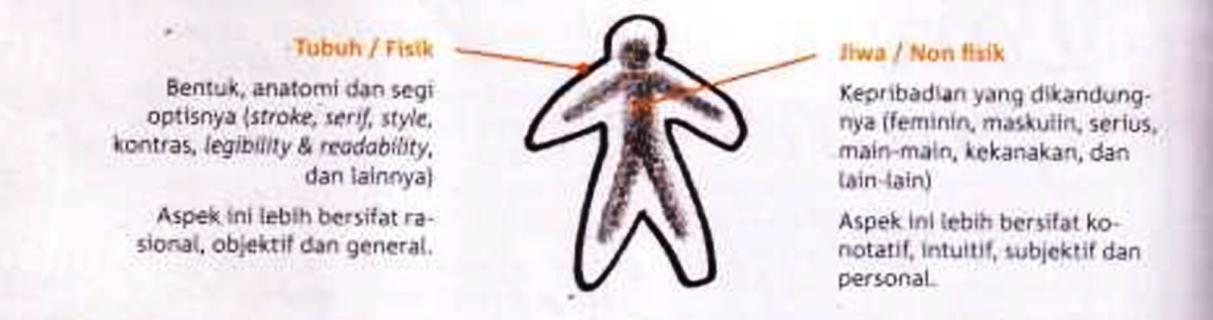 Tubuh / Fisik
Bentuk, anatomi dan segi
optisnya (stroke, serif, style,
kontras, legibility & readability,
dan lainnya)
Aspek ini lebih bersifat ra-
sional, objektif dan general.
Jiwa / Non fisik
Kepribadian yang dikandung-
nya (feminin, maskulin, serius,
main-main, kekanakan, dan
lain-lain)
Aspek ini lebih bersifat ko-
notatif, intuitif, subjektif dan
personal.